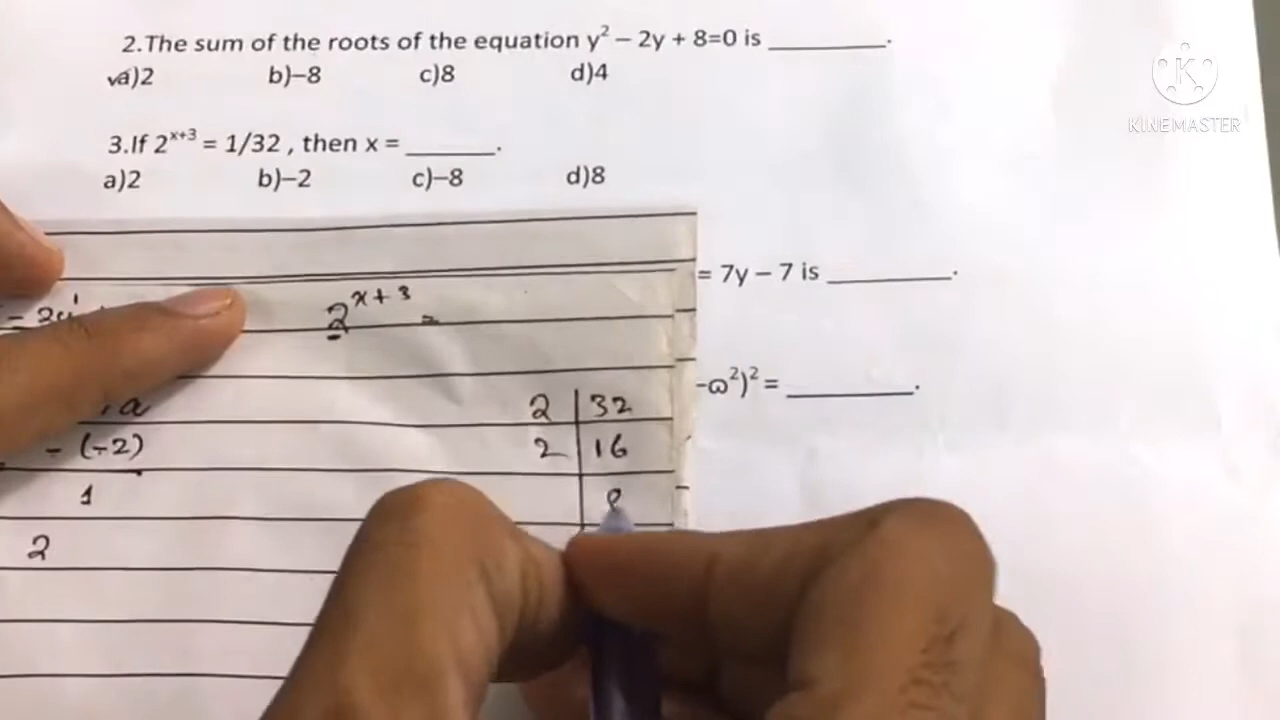 2.The sum of the roots of the equation y² – 2y + 8=0 is ________.
✓a)2 b)–8 c)8 d)4
KINEMASTER
3.If 2ˣ⁺³ = 1/32 , then x = ______.
a)2 b)–2 c)–8 d)8
= 7y – 7 is ________.
2ˣ⁺³ =
-ω²)² = ________.
a
2 | 32
- (-2)
2 | 16
1
8
2